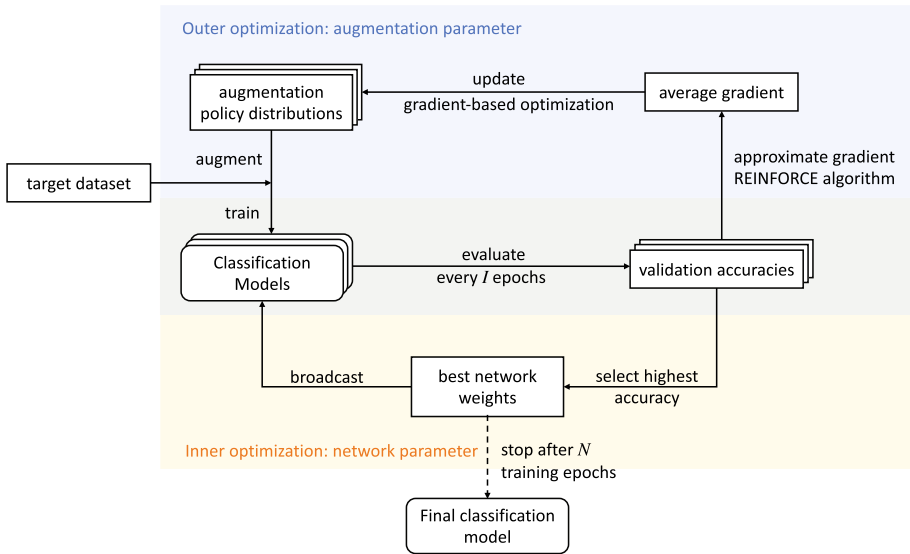 Outer optimization: augmentation parameter
augmentation
policy distributions
update
gradient-based optimization
average gradient
augment
target dataset
approximate gradient
REINFORCE algorithm
train
Classification
Models
evaluate
every I epochs
validation accuracies
broadcast
best network
weights
select highest
accuracy
Inner optimization: network parameter
stop after N
training epochs
Final classification
model